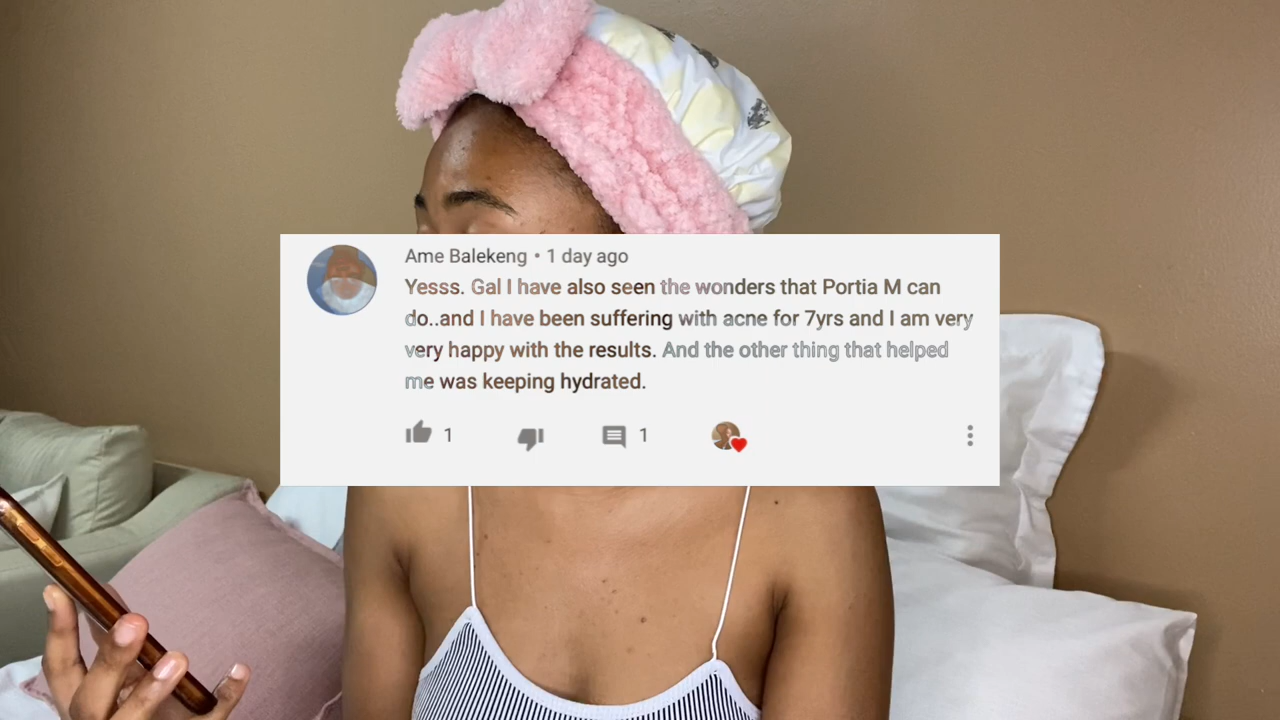 Ame Balekeng • 1 day ago
Yesss. Gal I have also seen the wonders that Portia M can
do..and I have been suffering with acne for 7yrs and I am very
very happy with the results. And the other thing that helped
me was keeping hydrated.
1 1